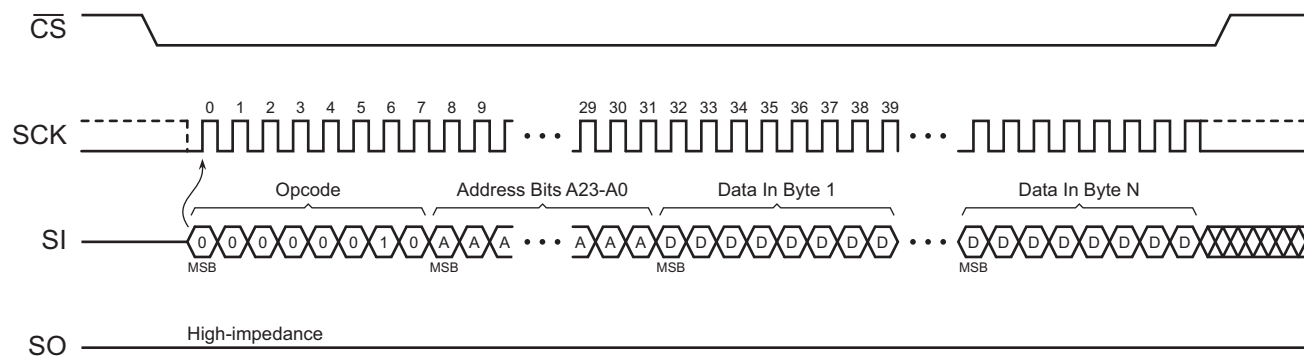 CS
0 1 2 3 4 5 6 7 8 9 29 30 31 32 33 34 35 36 37 38 39
SCK
Opcode Address Bits A23-A0 Data In Byte 1 Data In Byte N
SI 0 0 0 0 0 0 1 0 A A A A A A D D D D D D D D D D D D D D D D
MSB MSB MSB MSB
High-impedance
SO